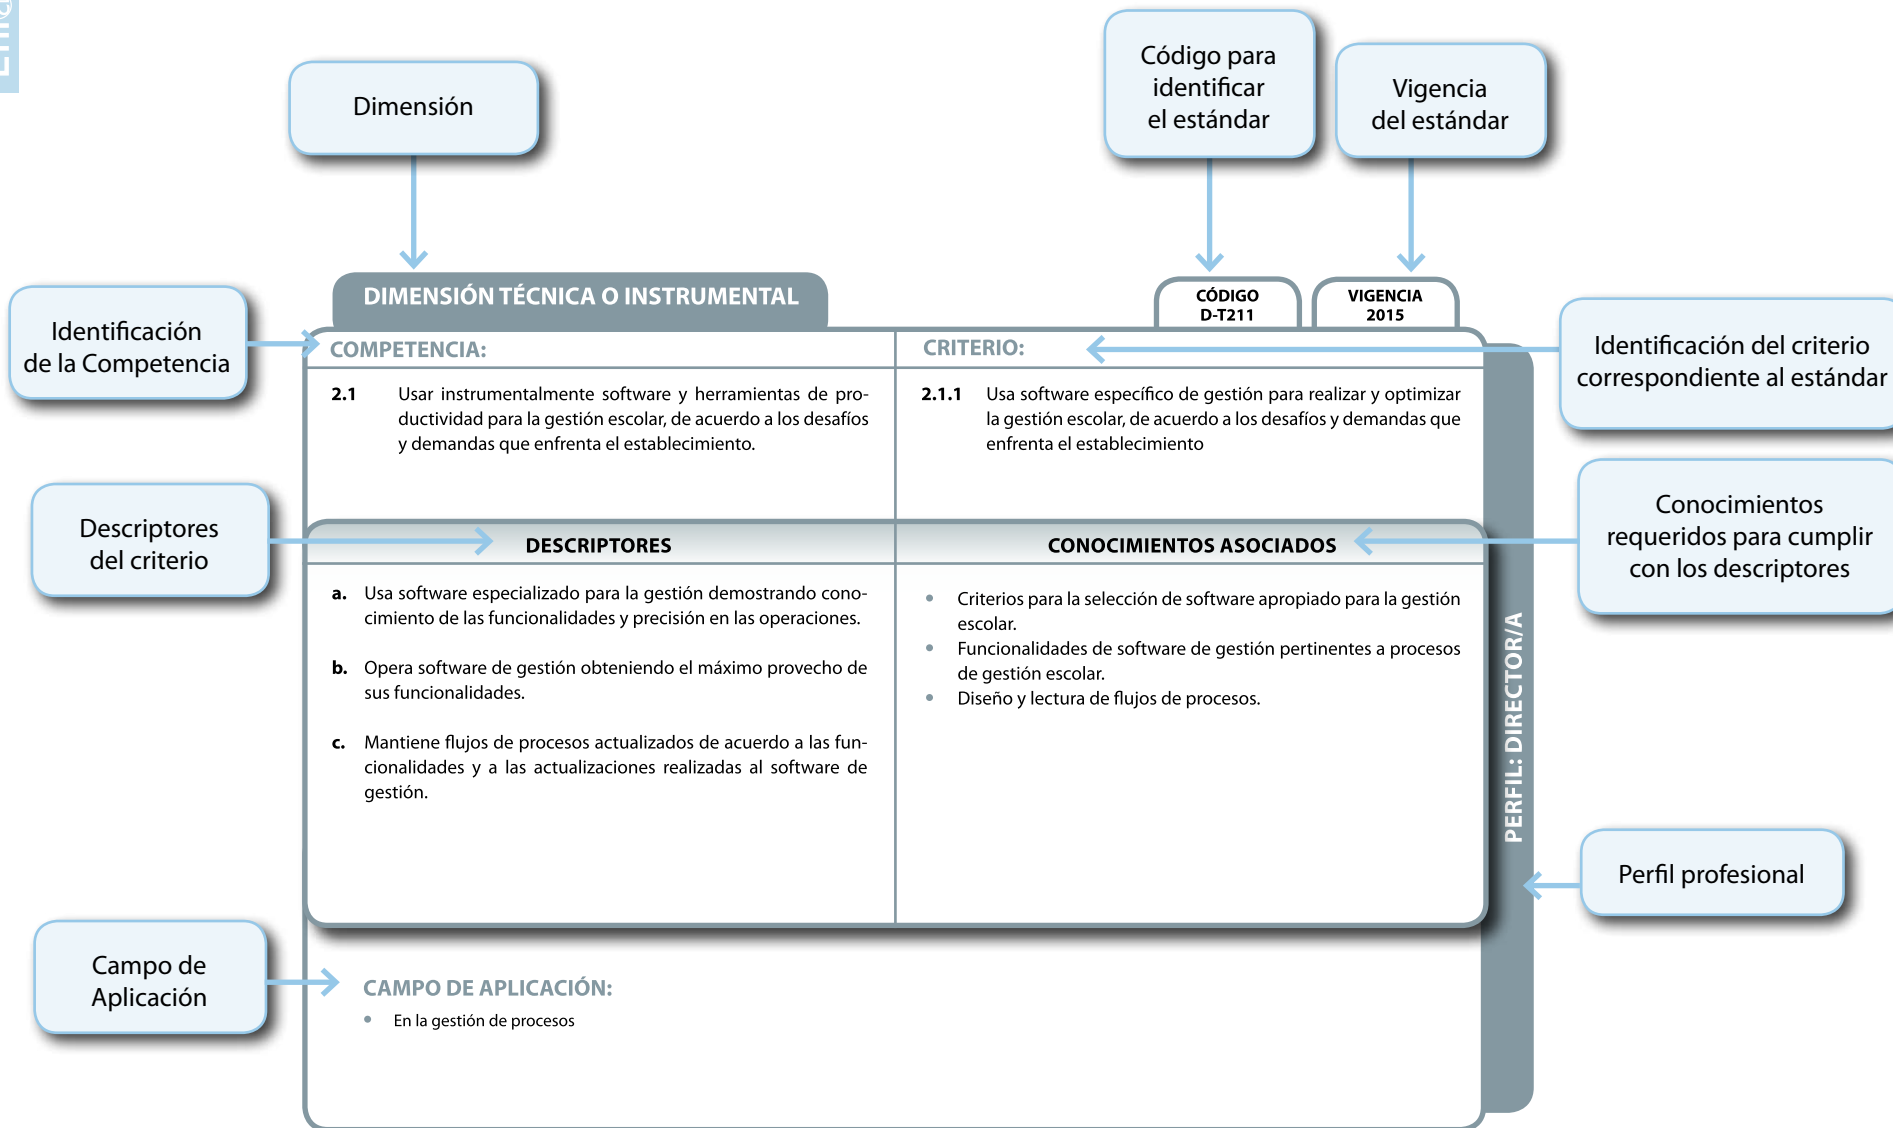 Código para
identificar
el estándar
Vigencia
del estándar
Dimensión
DIMENSIÓN TÉCNICA O INSTRUMENTAL
CÓDIGO
D-T211
VIGENCIA
2015
Identificación
de la Competencia
COMPETENCIA:
CRITERIO:
Identificación del criterio
correspondiente al estándar
2.1 Usar instrumentalmente software y herramientas de pro-
ductividad para la gestión escolar, de acuerdo a los desafíos
y demandas que enfrenta el establecimiento.
2.1.1 Usa software específico de gestión para realizar y optimizar
la gestión escolar, de acuerdo a los desafíos y demandas que
enfrenta el establecimiento
Descriptores
del criterio
DESCRIPTORES
CONOCIMIENTOS ASOCIADOS
Conocimientos
requeridos para cumplir
con los descriptores
a. Usa software especializado para la gestión demostrando cono-
cimiento de las funcionalidades y precisión en las operaciones.
b. Opera software de gestión obteniendo el máximo provecho de
sus funcionalidades.
c. Mantiene flujos de procesos actualizados de acuerdo a las fun-
cionalidades y a las actualizaciones realizadas al software de
gestión.
• Criterios para la selección de software apropiado para la gestión
escolar.
• Funcionalidades de software de gestión pertinentes a procesos
de gestión escolar.
• Diseño y lectura de flujos de procesos.
PERFIL: DIRECTOR/A
Perfil profesional
Campo de
Aplicación
CAMPO DE APLICACIÓN:
• En la gestión de procesos